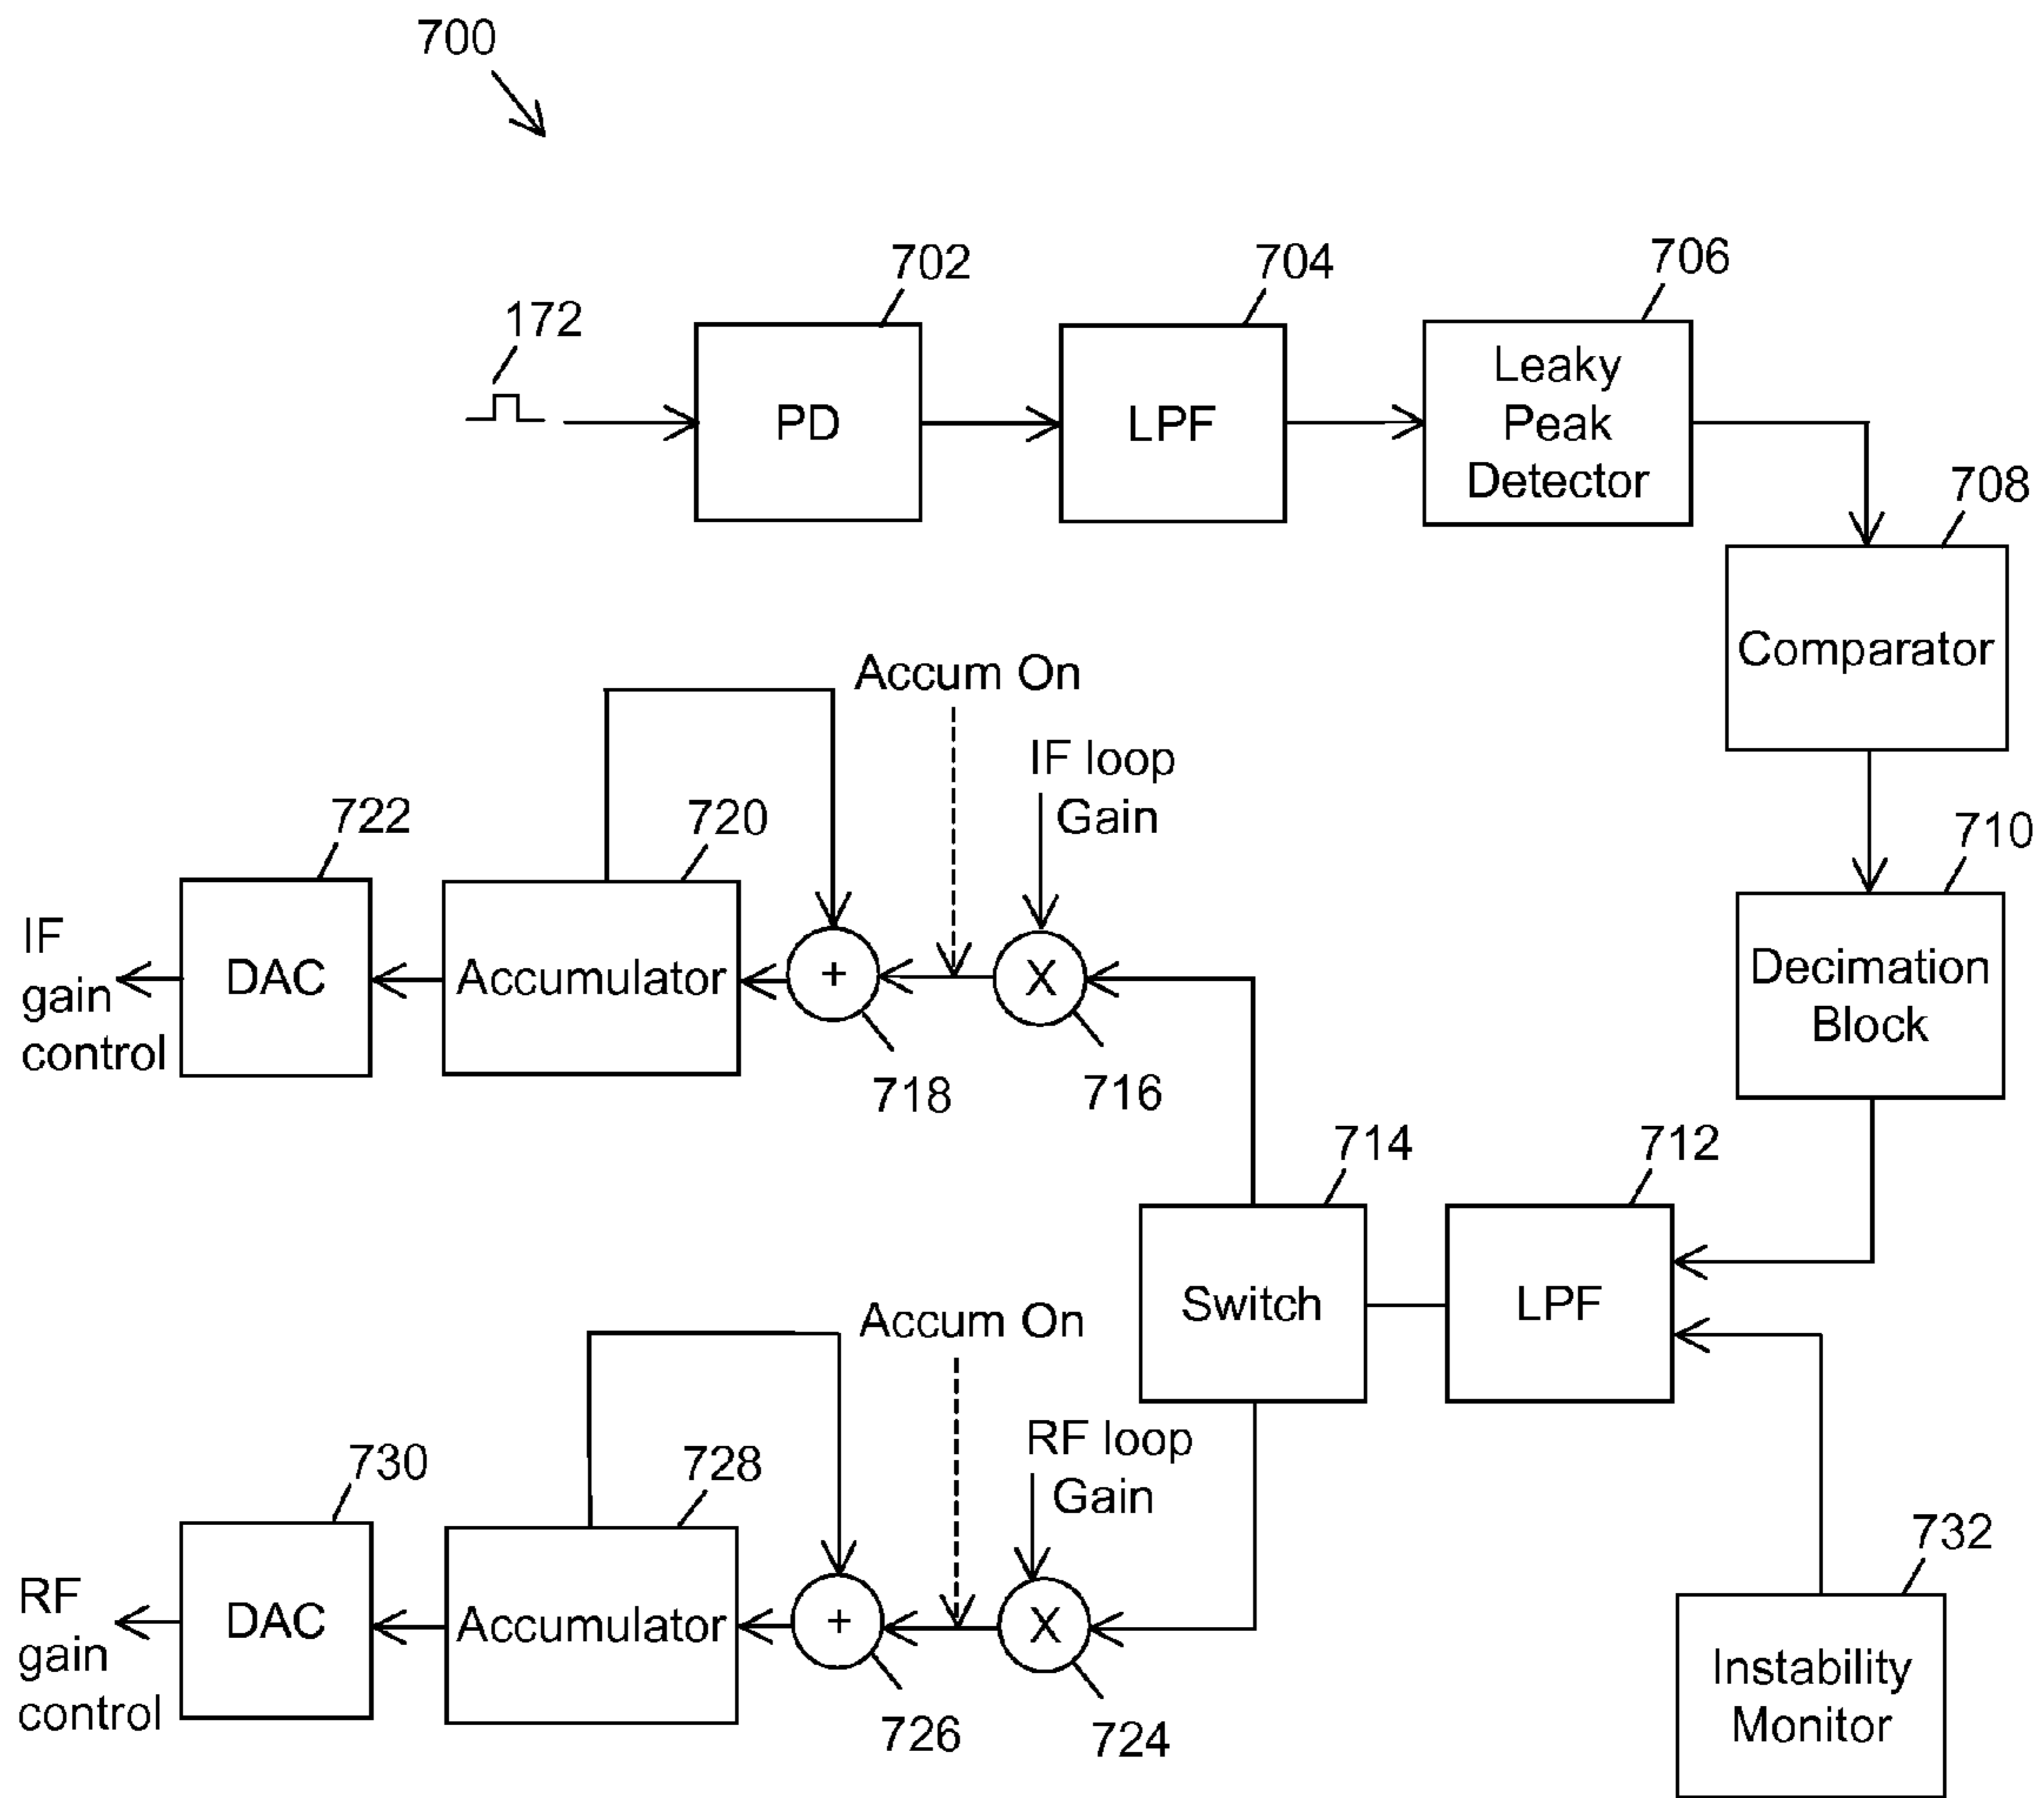 700
172
702
704
706
PD
LPF
Leaky
Peak
Detector
708
Comparator
Accum On
IF loop
Gain
722
720
710
IF
gain
control
DAC
Accumulator
+
X
Decimation
Block
718
716
714
712
Switch
LPF
Accum On
RF loop
Gain
730
728
732
RF
gain
control
DAC
Accumulator
+
X
Instability
Monitor
726
724